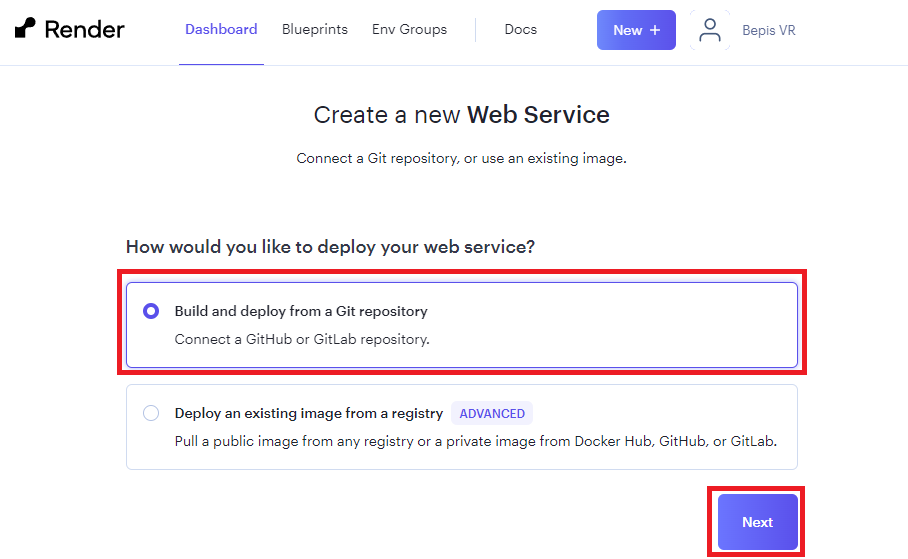 Render
Dashboard
Blueprints
Env Groups
Docs
New +
Bepis VR
Create a new Web Service
Connect a Git repository, or use an existing image.
How would you like to deploy your web service?
Build and deploy from a Git repository
Connect a GitHub or GitLab repository.
Deploy an existing image from a registry ADVANCED
Pull a public image from any registry or a private image from Docker Hub, GitHub, or GitLab.
Next